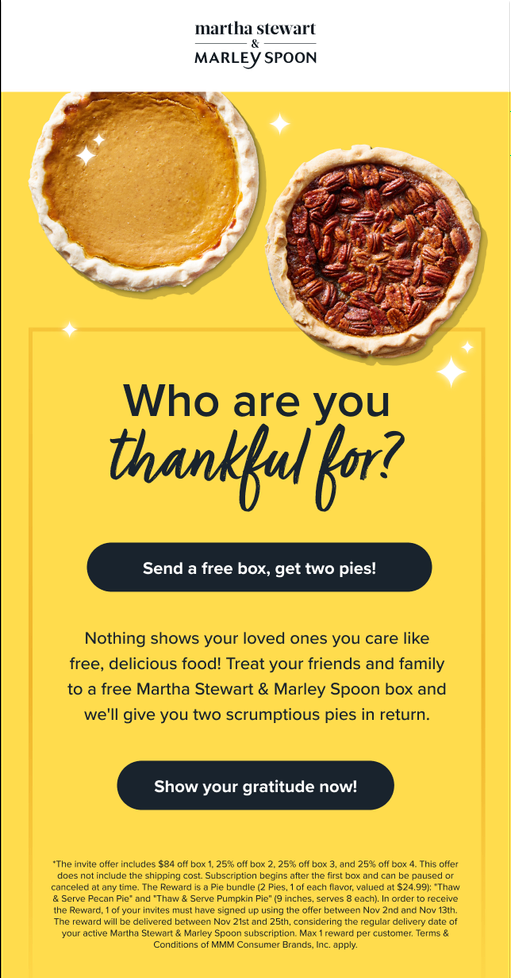 martha stewart
&
MARLEY SPOON
Who are you
thankful for?
Send a free box, get two pies!
Nothing shows your loved ones you care like
free, delicious food! Treat your friends and family
to a free Martha Stewart & Marley Spoon box and
we'll give you two scrumptious pies in return.
Show your gratitude now!
*The invite offer includes $84 off box 1, 25% off box 2, 25% off box 3, and 25% off box 4. This offer
does not include the shipping cost. Subscription begins after the first box and can be paused or
canceled at any time. The Reward is a Pie bundle (2 Pies, 1 of each flavor, valued at $24.99): "Thaw
& Serve Pecan Pie" and "Thaw & Serve Pumpkin Pie" (9 inches, serves 8 each). In order to receive
the Reward, 1 of your invites must have signed up using the offer between Nov 2nd and Nov 13th.
The reward will be delivered between Nov 21st and 25th, considering the regular delivery date of
your active Martha Stewart & Marley Spoon subscription. Max 1 reward per customer. Terms &
Conditions of MMM Consumer Brands, Inc. apply.